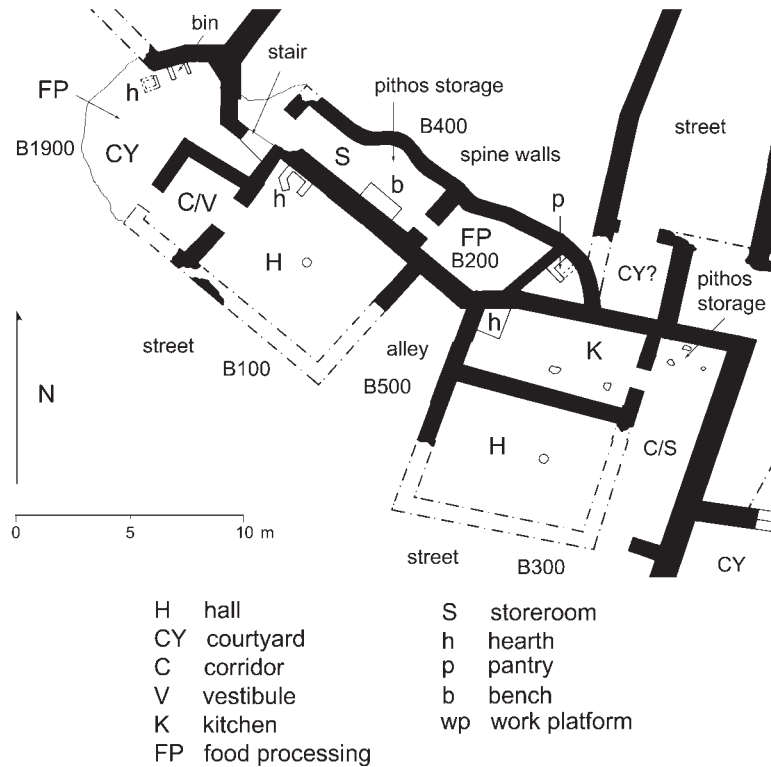 bin
stair
FP
h
pithos storage
B1900
CY
S
B400
street
spine walls
b
h
C/V
p
FP
B200
CY?
H
pithos
storage
h
street
alley
K
B100
B500
N
H
C/S
0 5 10 m
street
B300
CY
H hall
CY courtyard
C corridor
V vestibule
K kitchen
FP food processing
S storeroom
h hearth
p pantry
b bench
wp work platform